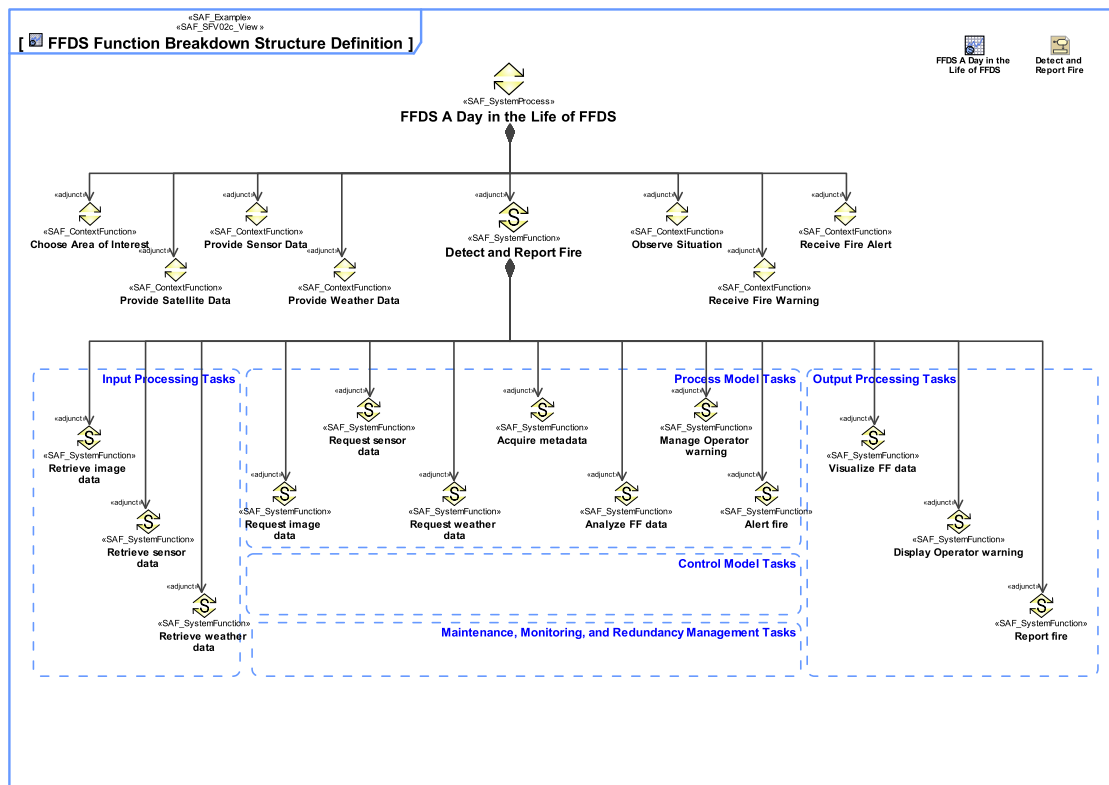 «SAF_Example»
«SAF_SFV02c_View »
[ FFDS Function Breakdown Structure Definition ]
FFDS A Day in the
Life of FFDS
Detect and
Report Fire
«SAF_SystemProcess»
FFDS A Day in the Life of FFDS
«adjunct»
«SAF_ContextFunction»
Choose Area of Interest
«adjunct»
«SAF_ContextFunction»
Provide Satellite Data
«adjunct»
«SAF_ContextFunction»
Provide Sensor Data
«adjunct»
«SAF_ContextFunction»
Provide Weather Data
«adjunct»
S
«SAF_SystemFunction»
Detect and Report Fire
«adjunct»
«SAF_ContextFunction»
Observe Situation
«adjunct»
«SAF_ContextFunction»
Receive Fire Warning
«adjunct»
«SAF_ContextFunction»
Receive Fire Alert
Input Processing Tasks
«adjunct»
S
«SAF_SystemFunction»
Retrieve image
data
«adjunct»
S
«SAF_SystemFunction»
Retrieve sensor
data
«adjunct»
S
«SAF_SystemFunction»
Retrieve weather
data
Process Model Tasks
«adjunct»
S
«SAF_SystemFunction»
Request image
data
«adjunct»
S
«SAF_SystemFunction»
Request sensor
data
«adjunct»
S
«SAF_SystemFunction»
Request weather
data
«adjunct»
S
«SAF_SystemFunction»
Acquire metadata
«adjunct»
S
«SAF_SystemFunction»
Analyze FF data
«adjunct»
S
«SAF_SystemFunction»
Manage Operator
warning
«adjunct»
S
«SAF_SystemFunction»
Alert fire
Control Model Tasks
Maintenance, Monitoring, and Redundancy Management Tasks
Output Processing Tasks
«adjunct»
S
«SAF_SystemFunction»
Visualize FF data
«adjunct»
S
«SAF_SystemFunction»
Display Operator warning
«adjunct»
S
«SAF_SystemFunction»
Report fire